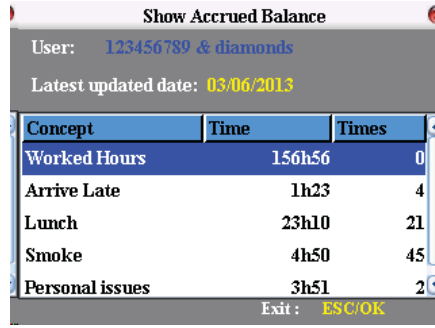 Show Accrued Balance
User: 123456789 & diamonds
Latest updated date: 03/06/2013
Concept Time Times
Worked Hours 156h56 0
Arrive Late 1h23 4
Lunch 23h10 21
Smoke 4h50 45
Personal issues 3h51 2
Exit : ESC/OK